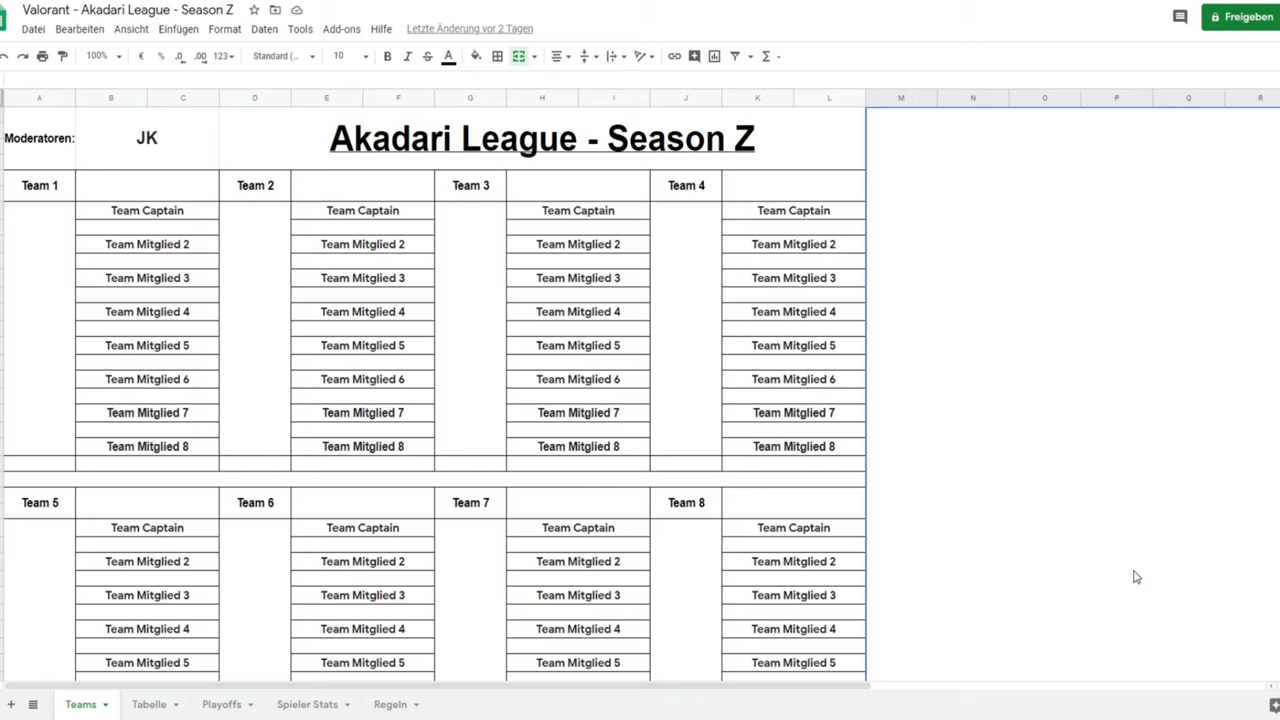 Valorant - Akadari League - Season Z
Datei Bearbeiten Ansicht Einfügen Format Daten Tools Add-ons Hilfe Letzte Änderung vor 2 Tagen
Freigeben
100% € % .0 .00 123 Standard (... 10 B I S A Σ
A B C D E F G H I J K L M N O P Q R
Moderatoren: JK Akadari League - Season Z
Team 1 Team 2 Team 3 Team 4
Team Captain Team Captain Team Captain Team Captain
Team Mitglied 2 Team Mitglied 2 Team Mitglied 2 Team Mitglied 2
Team Mitglied 3 Team Mitglied 3 Team Mitglied 3 Team Mitglied 3
Team Mitglied 4 Team Mitglied 4 Team Mitglied 4 Team Mitglied 4
Team Mitglied 5 Team Mitglied 5 Team Mitglied 5 Team Mitglied 5
Team Mitglied 6 Team Mitglied 6 Team Mitglied 6 Team Mitglied 6
Team Mitglied 7 Team Mitglied 7 Team Mitglied 7 Team Mitglied 7
Team Mitglied 8 Team Mitglied 8 Team Mitglied 8 Team Mitglied 8
Team 5 Team 6 Team 7 Team 8
Team Captain Team Captain Team Captain Team Captain
Team Mitglied 2 Team Mitglied 2 Team Mitglied 2 Team Mitglied 2
Team Mitglied 3 Team Mitglied 3 Team Mitglied 3 Team Mitglied 3
Team Mitglied 4 Team Mitglied 4 Team Mitglied 4 Team Mitglied 4
Team Mitglied 5 Team Mitglied 5 Team Mitglied 5 Team Mitglied 5
+ Teams Tabelle Playoffs Spieler Stats Regeln